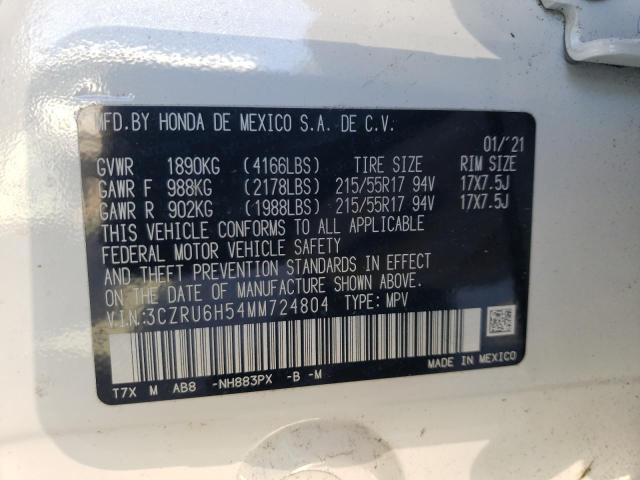 MFD.BY HONDA DE MEXICO S.A. DE C.V.
01/'21
GVWR 1890KG (4166LBS) TIRE SIZE RIM SIZE
GAWR F 988KG (2178LBS) 215/55R17 94V 17X7.5J
GAWR R 902KG (1988LBS) 215/55R17 94V 17X7.5J
THIS VEHICLE CONFORMS TO ALL APPLICABLE
FEDERAL MOTOR VEHICLE SAFETY
AND THEFT PREVENTION STANDARDS IN EFFECT
ON THE DATE OF MANUFACTURE SHOWN ABOVE.
V.I.N:3CZRU6H54MM724804 TYPE: MPV
MADE IN MEXICO
T7X M AB8 -NH883PX -B -M